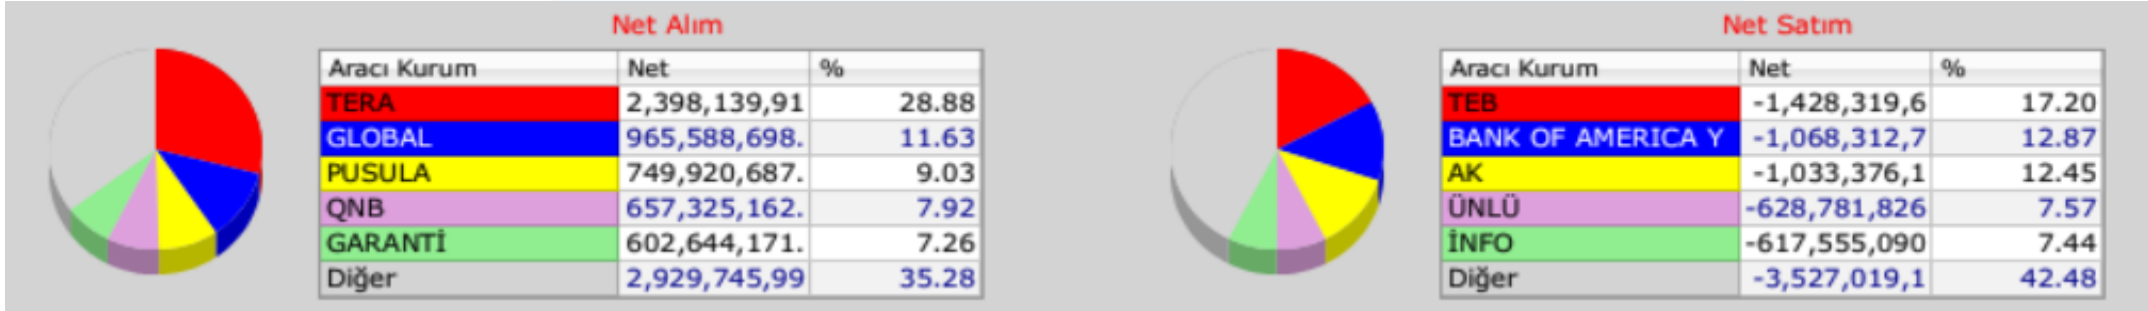 Net Alım
Aracı Kurum Net %
TERA 2,398,139,91 28.88
GLOBAL 965,588,698. 11.63
PUSULA 749,920,687. 9.03
QNB 657,325,162. 7.92
GARANTİ 602,644,171. 7.26
Diğer 2,929,745,99 35.28
Net Satım
Aracı Kurum Net %
TEB -1,428,319,6 17.20
BANK OF AMERICA Y -1,068,312,7 12.87
AK -1,033,376,1 12.45
ÜNLÜ -628,781,826 7.57
İNFO -617,555,090 7.44
Diğer -3,527,019,1 42.48